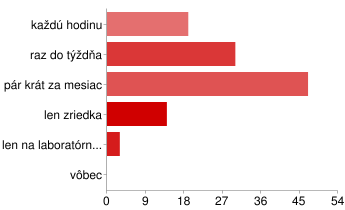 každú hodinu
raz do týždňa
pár krát za mesiac
len zriedka
len na laboratórn...
vôbec
0 9 18 27 36 45 54